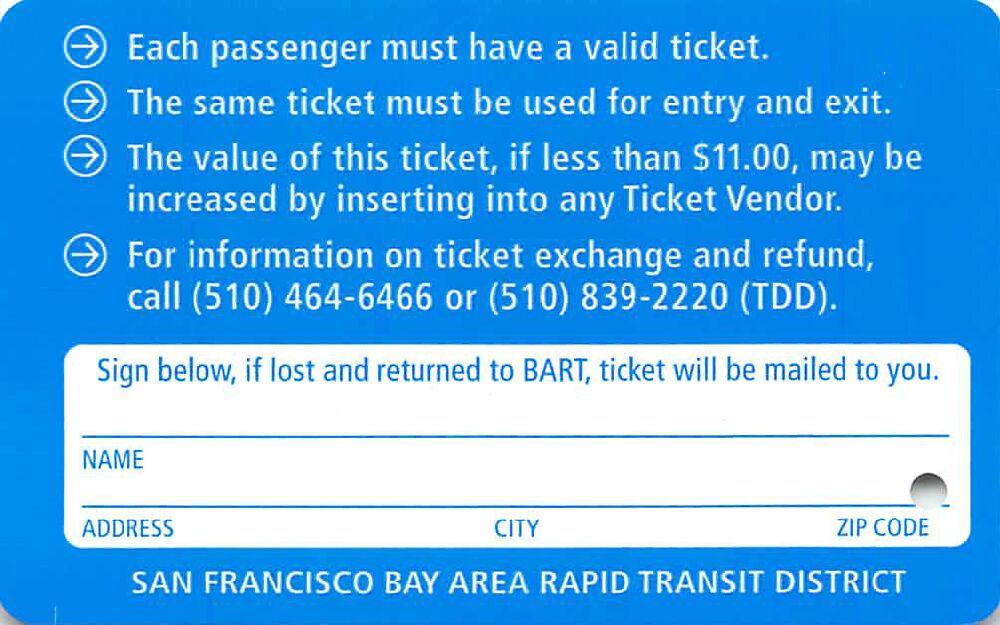 Each passenger must have a valid ticket.
The same ticket must be used for entry and exit.
The value of this ticket, if less than $11.00, may be
increased by inserting into any Ticket Vendor.
For information on ticket exchange and refund,
call (510) 464-6466 or (510) 839-2220 (TDD).
Sign below, if lost and returned to BART, ticket will be mailed to you.
NAME
ADDRESS CITY ZIP CODE
SAN FRANCISCO BAY AREA RAPID TRANSIT DISTRICT